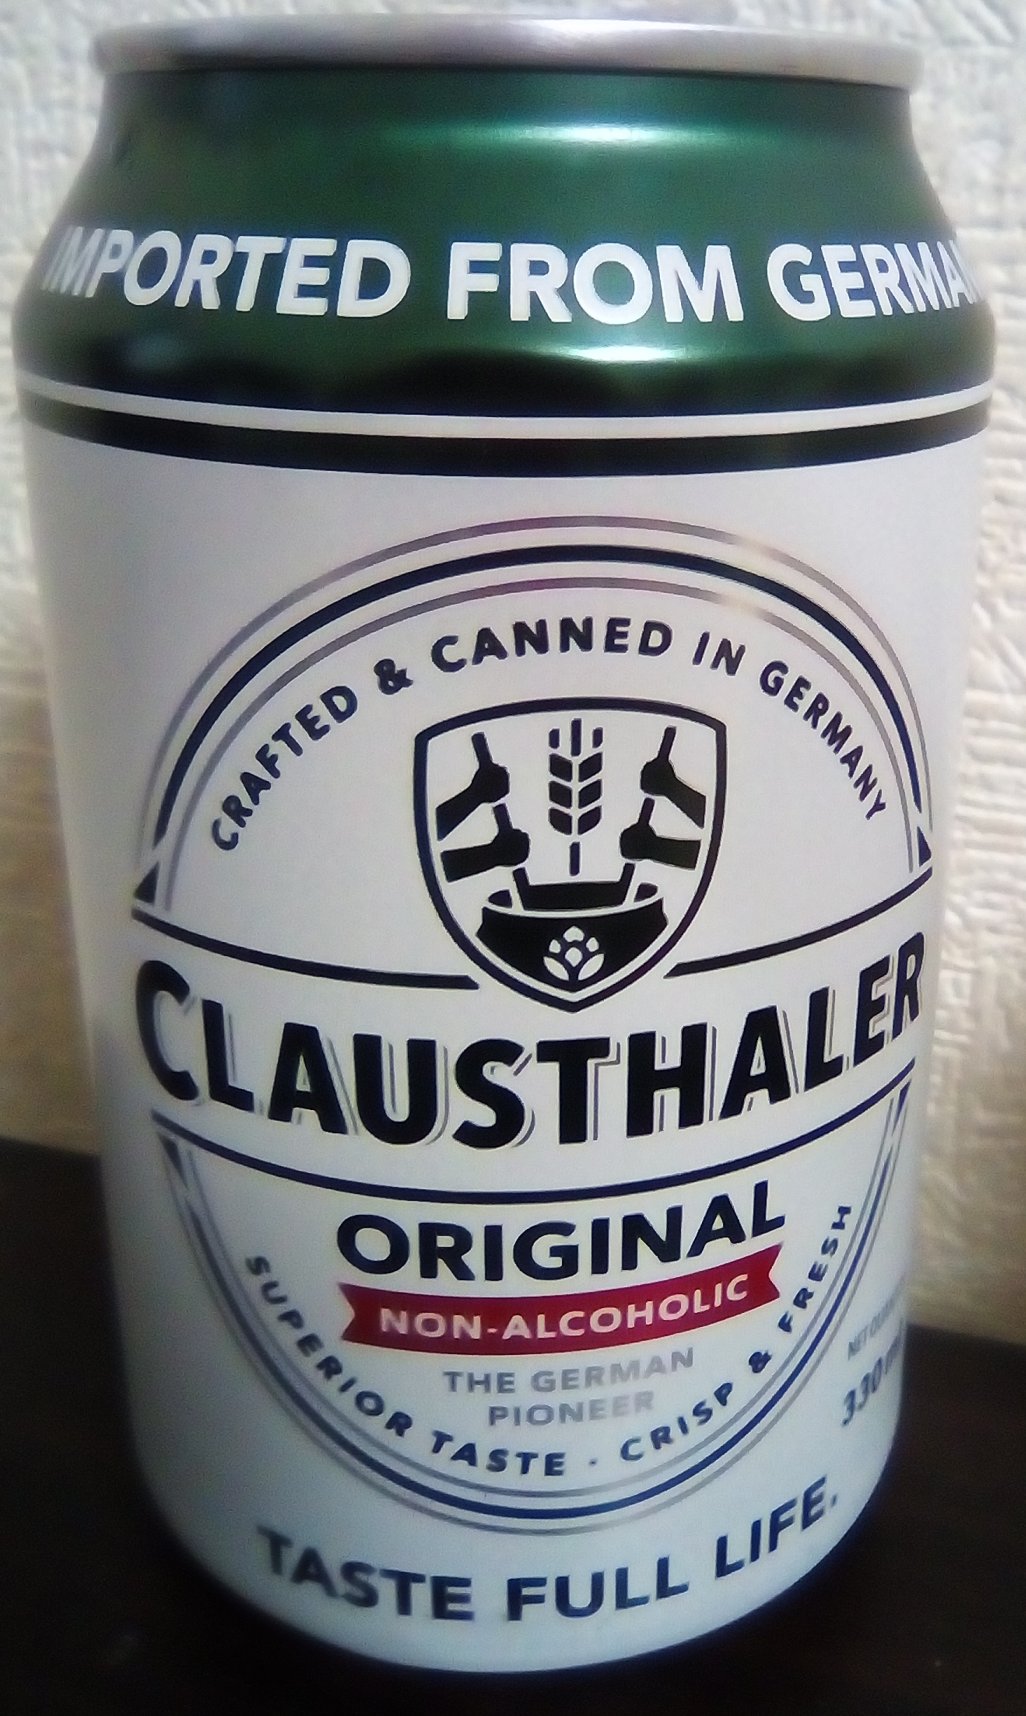 IMPORTED FROM GERMAN
CRAFTED & CANNED IN GERMANY
CLAUSTHALER
ORIGINAL
NON-ALCOHOLIC
THE GERMAN
PIONEER
SUPERIOR TASTE · CRISP & FRESH
NET
330 m
TASTE FULL LIFE.